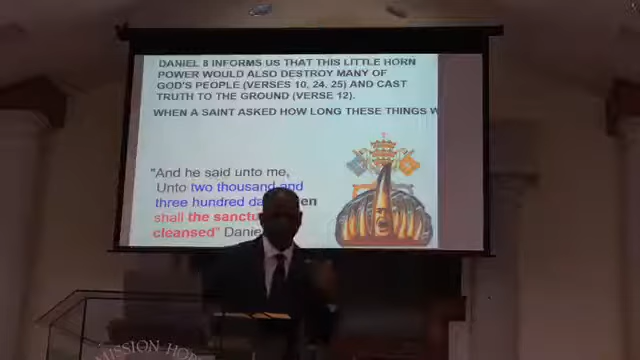 DANIEL 8 INFORMS US THAT THIS LITTLE HORN
POWER WOULD ALSO DESTROY MANY OF
GOD'S PEOPLE (VERSES 10, 24, 25) AND CAST
TRUTH TO THE GROUND (VERSE 12).
WHEN A SAINT ASKED HOW LONG THESE THINGS
"And he said unto me,
Unto two thousand and
three hundred
shall the
cleansed"
MISSION